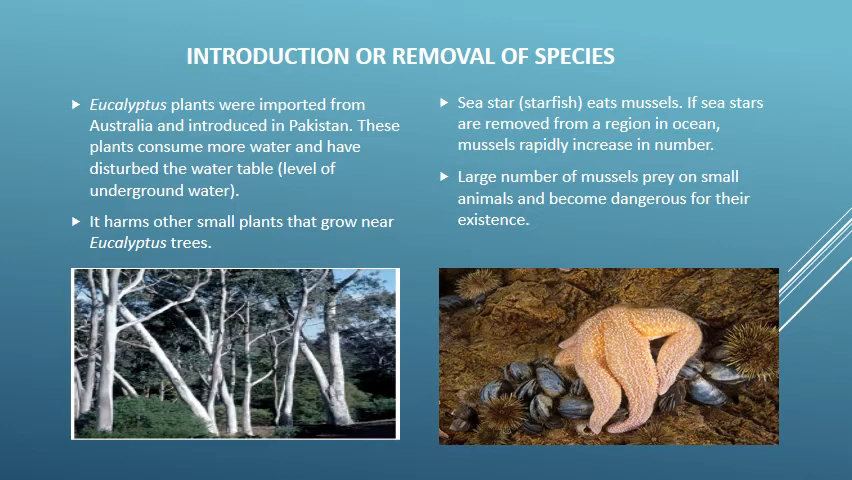 INTRODUCTION OR REMOVAL OF SPECIES
Eucalyptus plants were imported from
Australia and introduced in Pakistan. These
plants consume more water and have
disturbed the water table (level of
underground water).
It harms other small plants that grow near
Eucalyptus trees.
Sea star (starfish) eats mussels. If sea stars
are removed from a region in ocean,
mussels rapidly increase in number.
Large number of mussels prey on small
animals and become dangerous for their
existence.